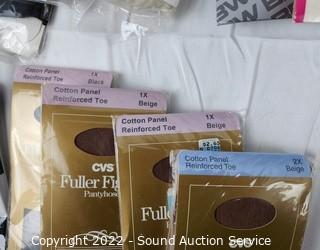 Cotton Panel 1X
Reinforced Toe Black
Cotton Panel 1X
Reinforced Toe Beige
CVS
Fuller Fig
Pantyhose
Cotton Panel 1X
Reinforced Toe Beige
Fulle
Cotton Panel 2X
Reinforced Toe Beige
Copyright 2022 - Sound Auction Service